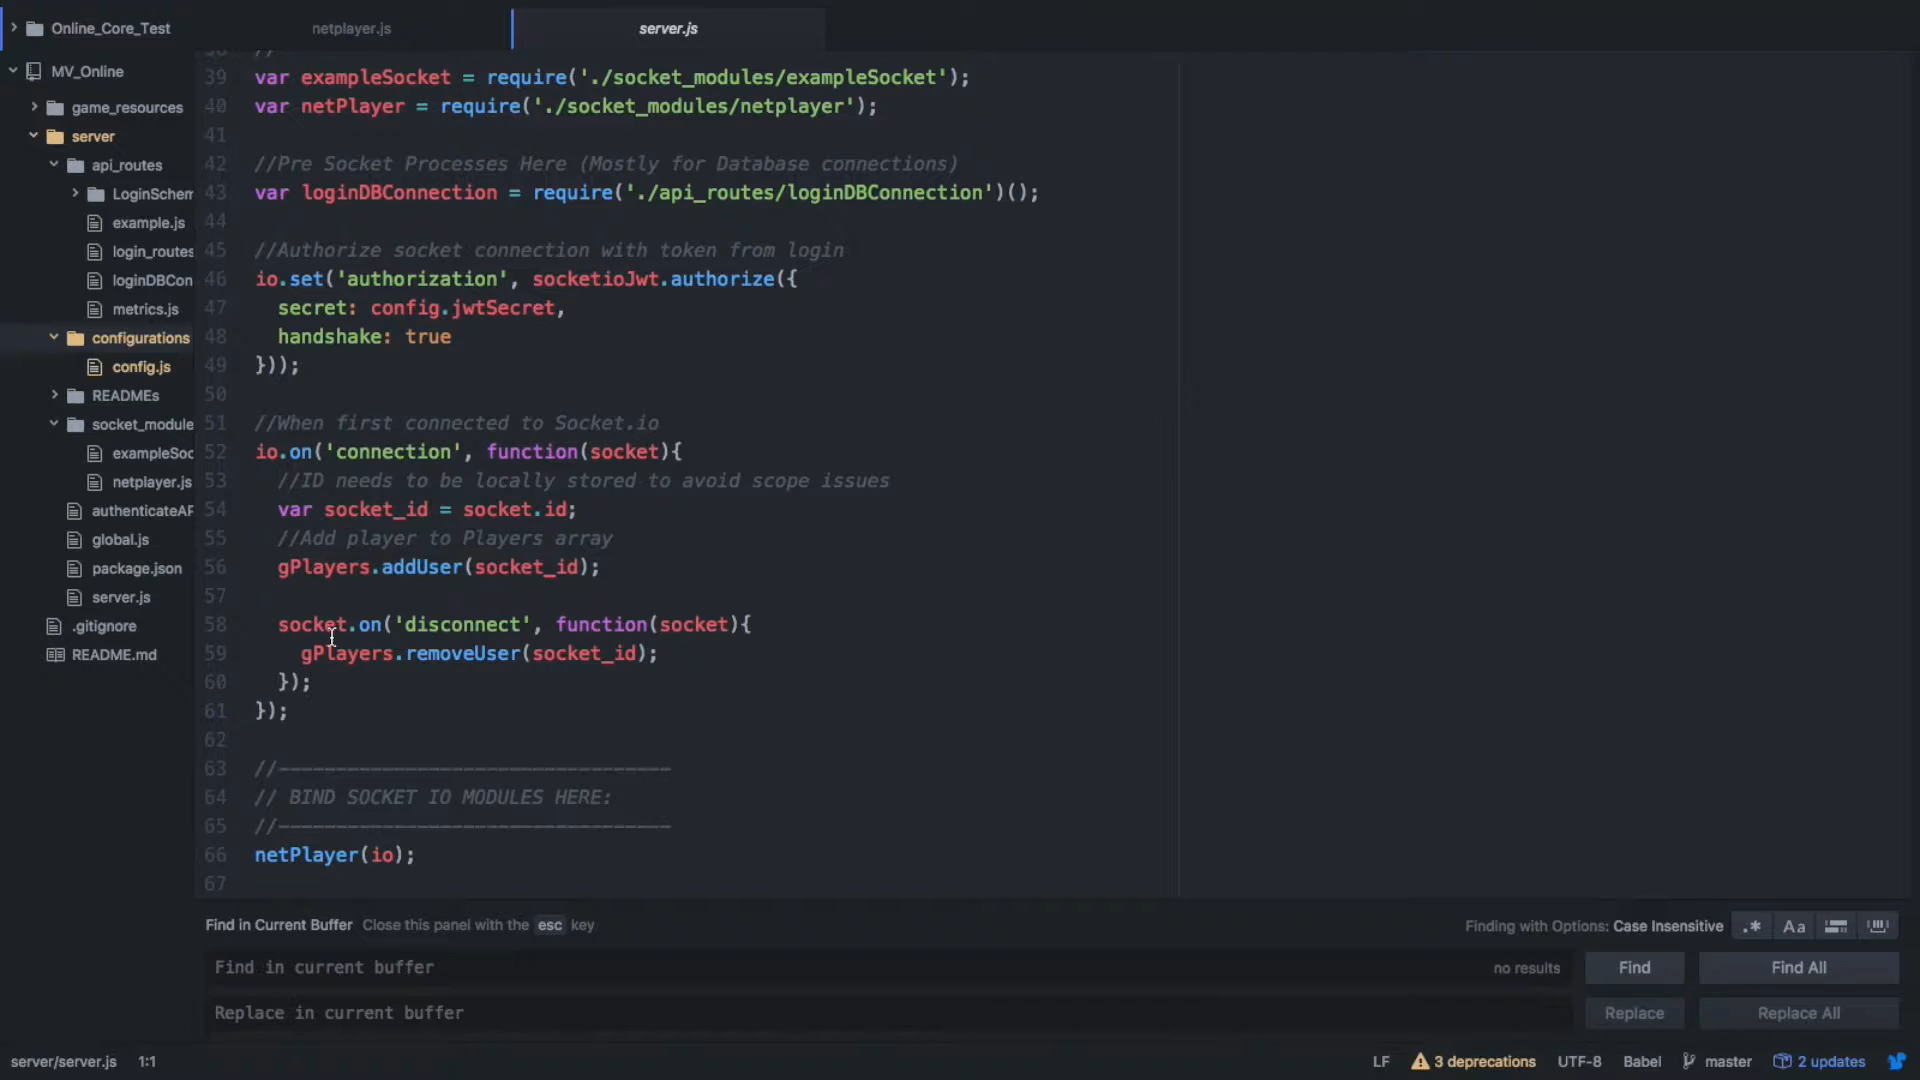 Online_Core_Test
netplayer.js
server.js
MV_Online
game_resources
server
api_routes
LoginSchem
example.js
login_routes
loginDBCon
metrics.js
configurations
config.js
READMEs
socket_module
exampleSoc
netplayer.js
authenticateAP
global.js
package.json
server.js
.gitignore
README.md
38 //
39 var exampleSocket = require('./socket_modules/exampleSocket');
40 var netPlayer = require('./socket_modules/netplayer');
41
42 //Pre Socket Processes Here (Mostly for Database connections)
43 var loginDBConnection = require('./api_routes/loginDBConnection')();
44
45 //Authorize socket connection with token from login
46 io.set('authorization', socketioJwt.authorize({
47 secret: config.jwtSecret,
48 handshake: true
49 }));
50
51 //When first connected to Socket.io
52 io.on('connection', function(socket){
53 //ID needs to be locally stored to avoid scope issues
54 var socket_id = socket.id;
55 //Add player to Players array
56 gPlayers.addUser(socket_id);
57
58 socket.on('disconnect', function(socket){
59 gPlayers.removeUser(socket_id);
60 });
61 });
62
63 //----------------------------------
64 // BIND SOCKET IO MODULES HERE:
65 //----------------------------------
66 netPlayer(io);
67
Find in Current Buffer Close this panel with the esc key
Finding with Options: Case Insensitive .* Aa
Find in current buffer no results Find Find All
Replace in current buffer Replace Replace All
server/server.js 1:1 LF 3 deprecations UTF-8 Babel master 2 updates